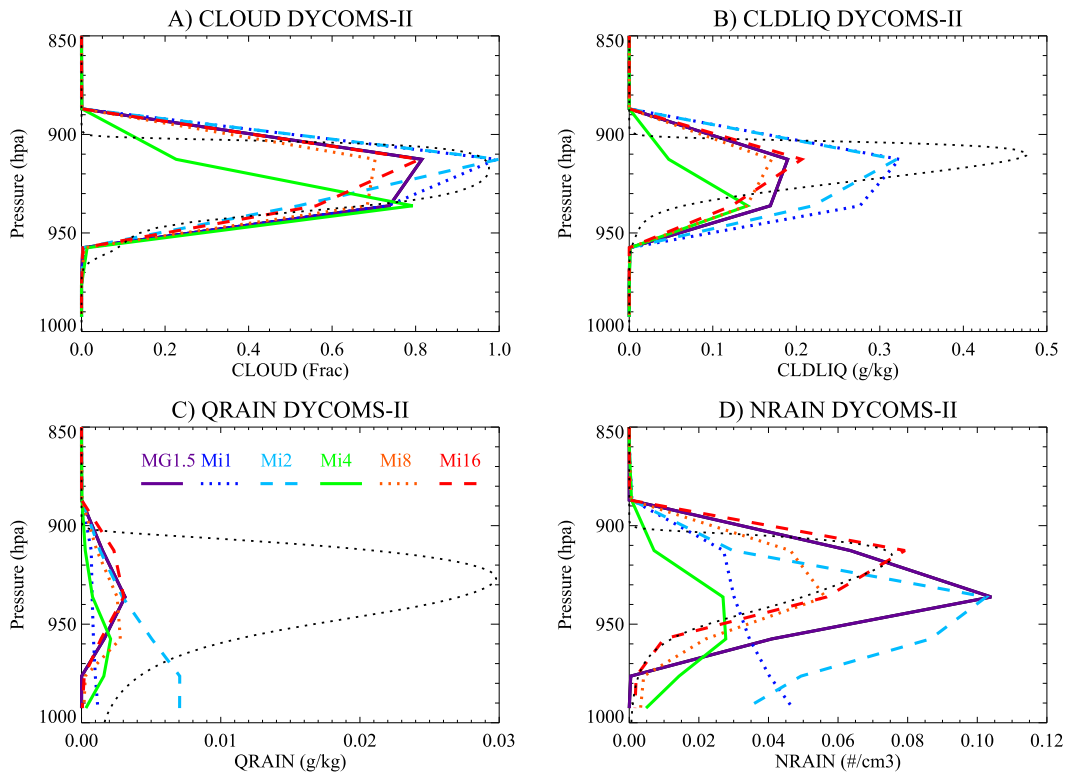 A) CLOUD DYCOMS-II
850
900
950
1000
Pressure (hpa)
0.0 0.2 0.4 0.6 0.8 1.0
CLOUD (Frac)
B) CLDLIQ DYCOMS-II
850
900
950
1000
Pressure (hpa)
0.0 0.1 0.2 0.3 0.4 0.5
CLDLIQ (g/kg)
C) QRAIN DYCOMS-II
850
MG1.5 Mi1 Mi2 Mi4 Mi8 Mi16
900
950
1000
Pressure (hpa)
0.00 0.01 0.02 0.03
QRAIN (g/kg)
D) NRAIN DYCOMS-II
850
900
950
1000
Pressure (hpa)
0.00 0.02 0.04 0.06 0.08 0.10 0.12
NRAIN (#/cm3)